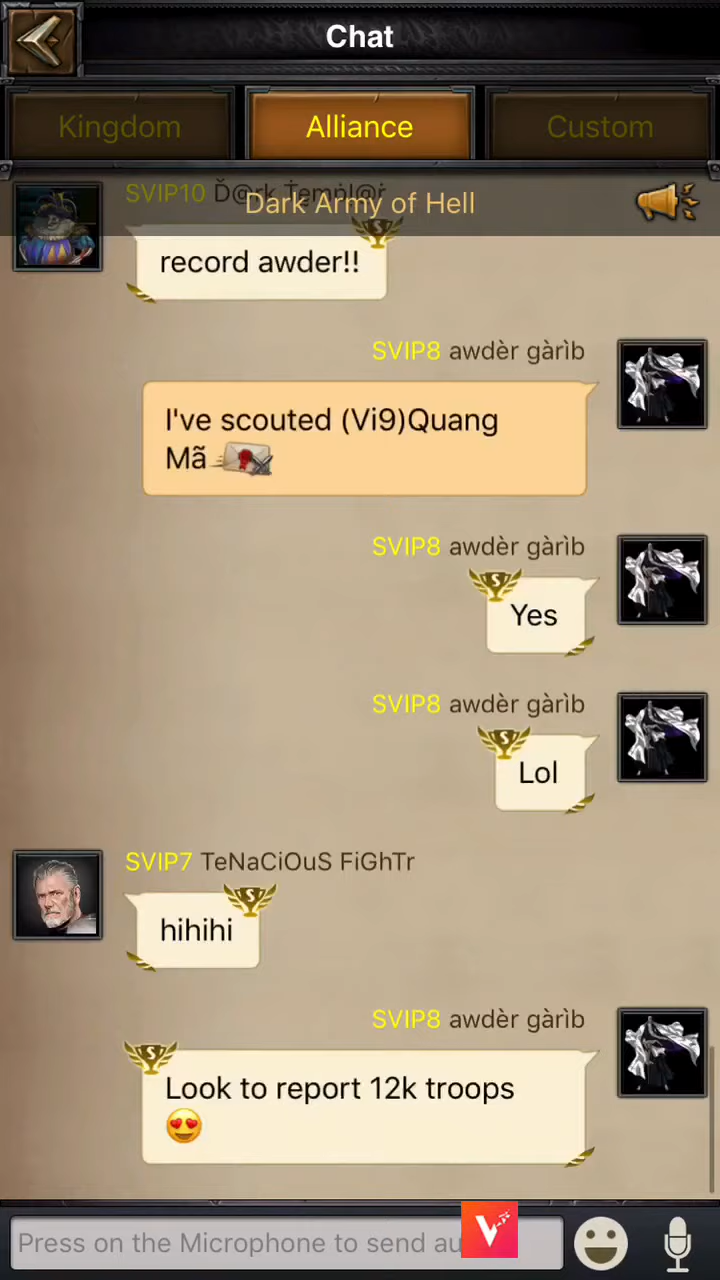 Chat
Kingdom
Alliance
Custom
SVIP10 Ď@rk Ṫemṗl@ṙ
Dark Army of Hell
record awder!!
SVIP8 awdèr gàrìb
I've scouted (Vi9)Quang
Mã
SVIP8 awdèr gàrìb
Yes
SVIP8 awdèr gàrìb
Lol
SVIP7 TeNaCiOuS FiGhTr
hihihi
SVIP8 awdèr gàrìb
Look to report 12k troops
😍
Press on the Microphone to send au